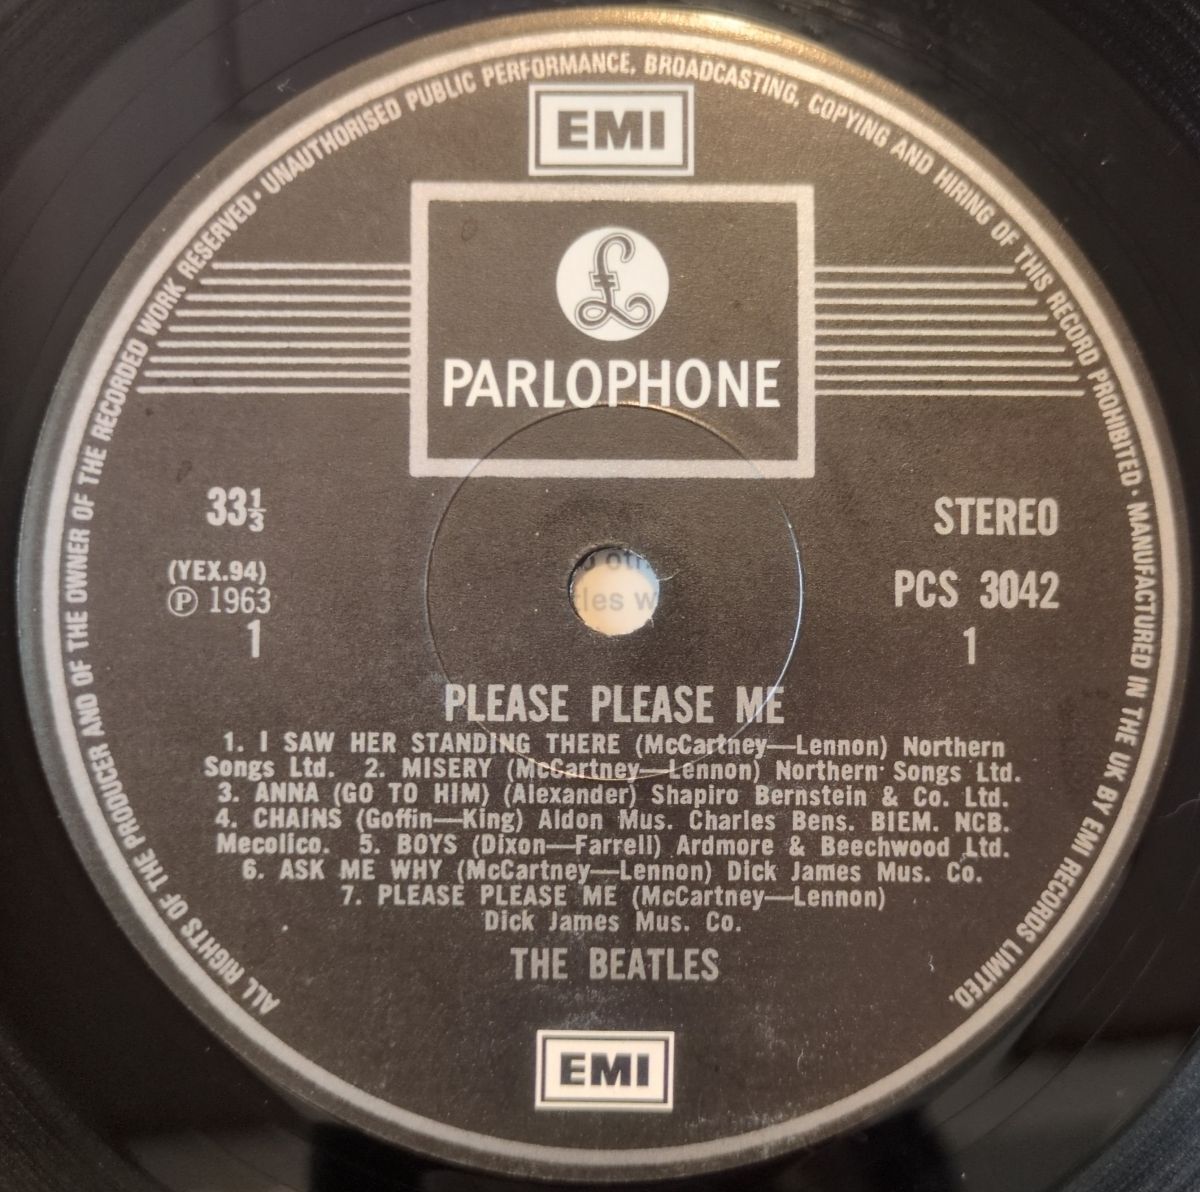 ALL RIGHTS OF THE PRODUCER AND OF THE OWNER OF THE RECORDED WORK RESERVED · UNAUTHORISED PUBLIC PERFORMANCE, BROADCASTING, COPYING AND HIRING OF THIS RECORD PROHIBITED · MANUFACTURED IN THE UK BY EMI RECORDS LIMITED.
EMI
£
PARLOPHONE
33⅓
STEREO
(YEX.94)
℗ 1963
PCS 3042
1
1
les w
PLEASE PLEASE ME
1. I SAW HER STANDING THERE (McCartney—Lennon) Northern
Songs Ltd. 2. MISERY (McCartney—Lennon) Northern Songs Ltd.
3. ANNA (GO TO HIM) (Alexander) Shapiro Bernstein & Co. Ltd.
4. CHAINS (Goffin—King) Aldon Mus. Charles Bens. BIEM. NCB.
Mecolico. 5. BOYS (Dixon—Farrell) Ardmore & Beechwood Ltd.
6. ASK ME WHY (McCartney—Lennon) Dick James Mus. Co.
7. PLEASE PLEASE ME (McCartney—Lennon)
Dick James Mus. Co.
THE BEATLES
EMI